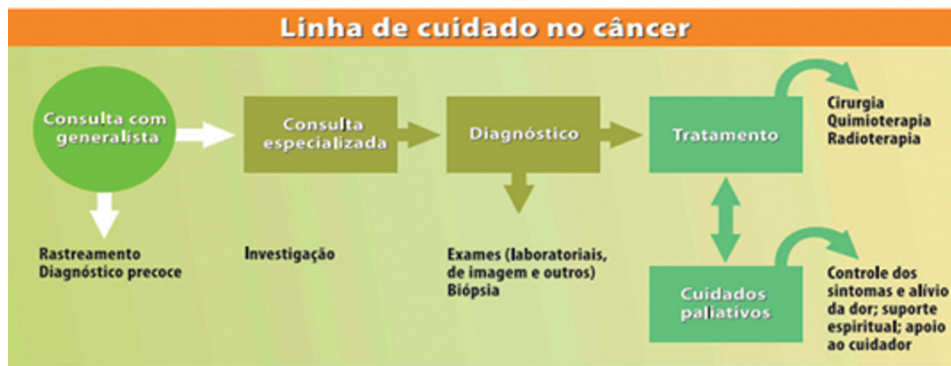 Linha de cuidado no câncer
Consulta com
generalista
Consulta
especializada
Diagnóstico
Tratamento
Cirurgia
Quimioterapia
Radioterapia
Rastreamento
Diagnóstico precoce
Investigação
Exames (laboratoriais,
de imagem e outros)
Biópsia
Cuidados
paliativos
Controle dos
sintomas e alívio
da dor; suporte
espiritual; apoio
ao cuidador